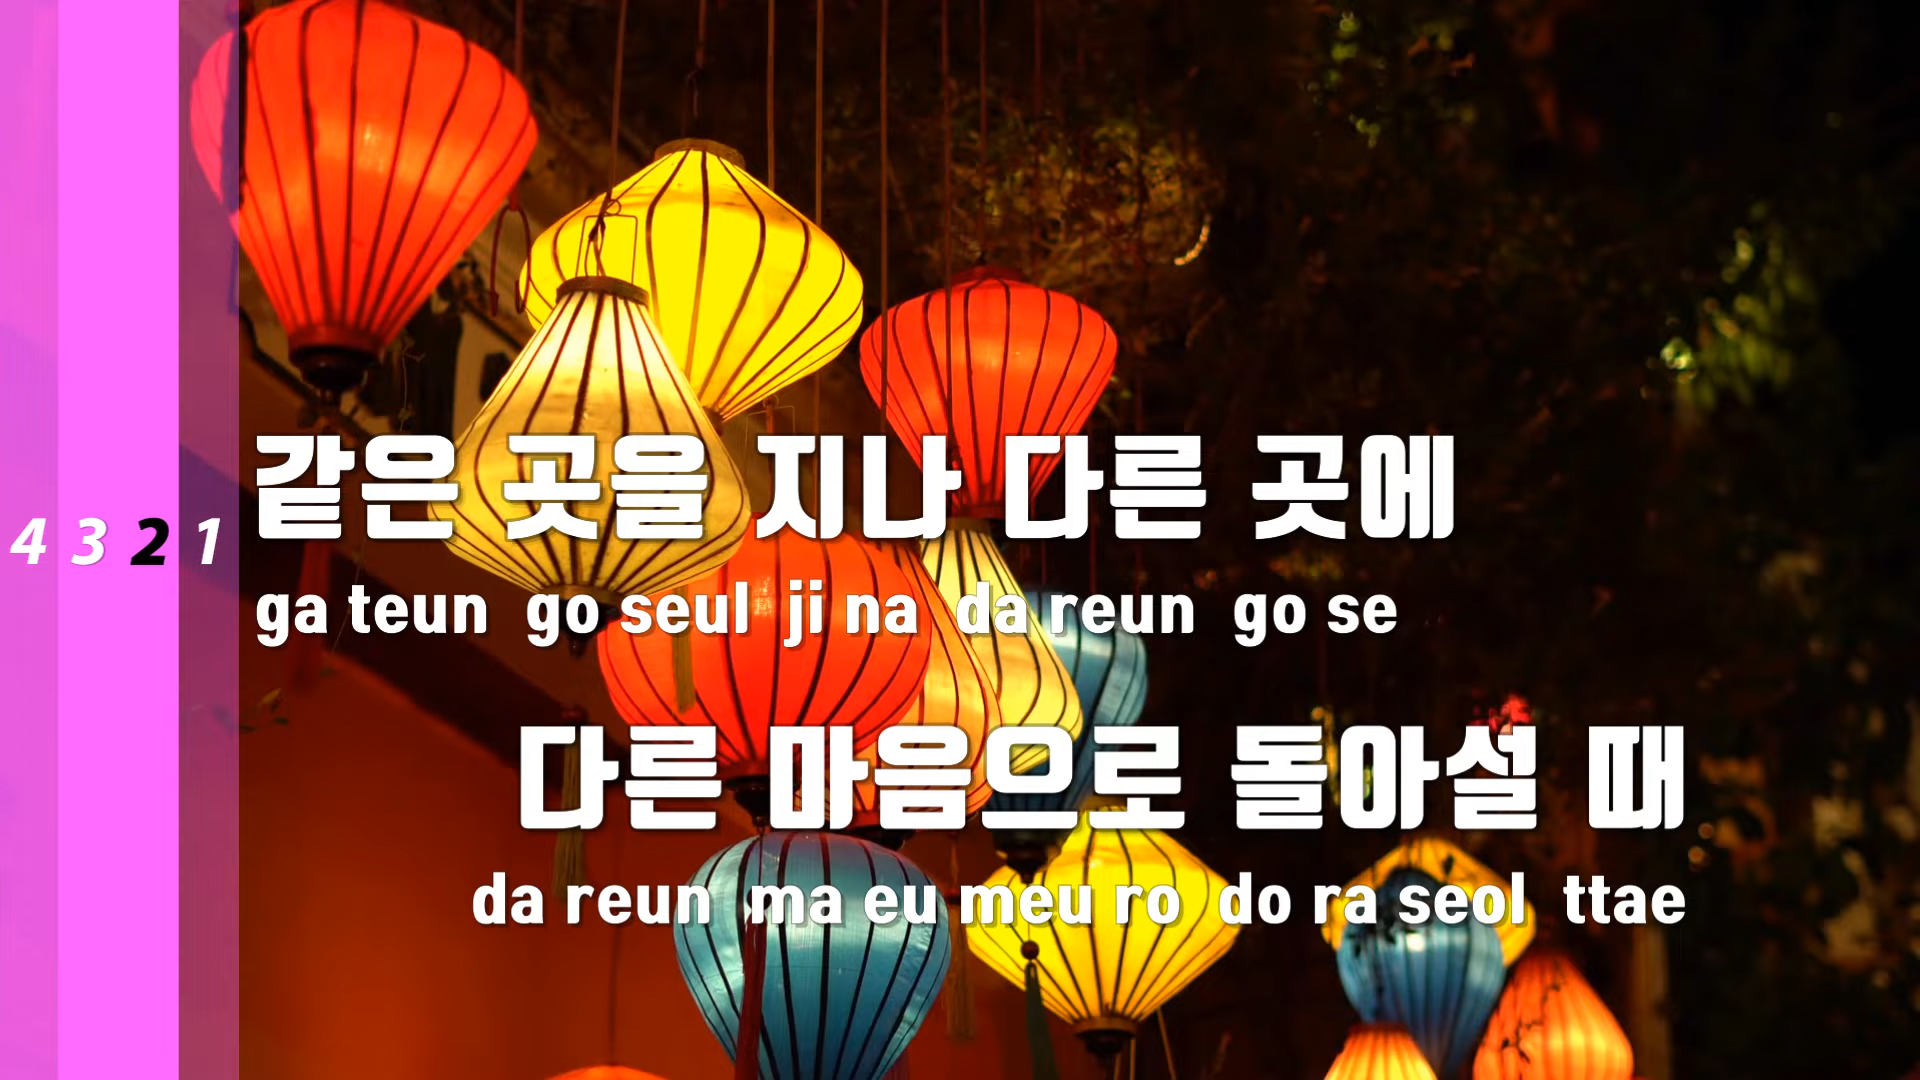 4 3 2 1
같은 곳을 지나 다른 곳에
ga teun go seul ji na da reun go se
다른 마음으로 돌아설 때
da reun ma eu meu ro do ra seol ttae